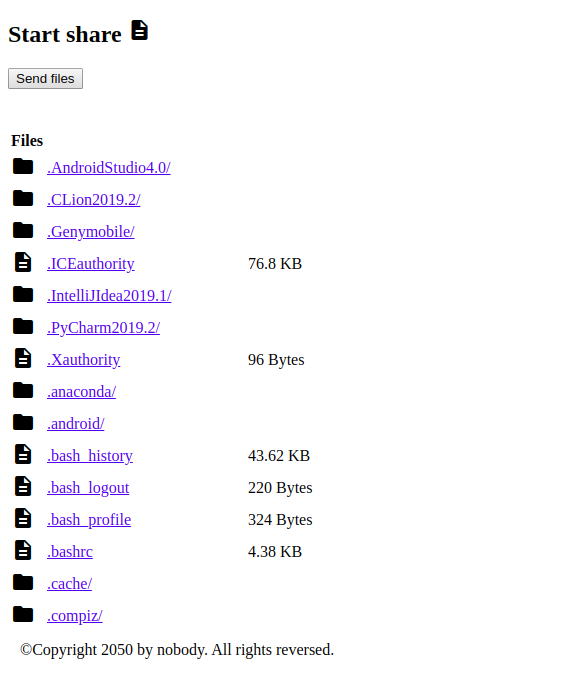 Start share
Send files
Files
.AndroidStudio4.0/
.CLion2019.2/
.Genymobile/
.ICEauthority 76.8 KB
.IntelliJIdea2019.1/
.PyCharm2019.2/
.Xauthority 96 Bytes
.anaconda/
.android/
.bash_history 43.62 KB
.bash_logout 220 Bytes
.bash_profile 324 Bytes
.bashrc 4.38 KB
.cache/
.compiz/
©Copyright 2050 by nobody. All rights reversed.